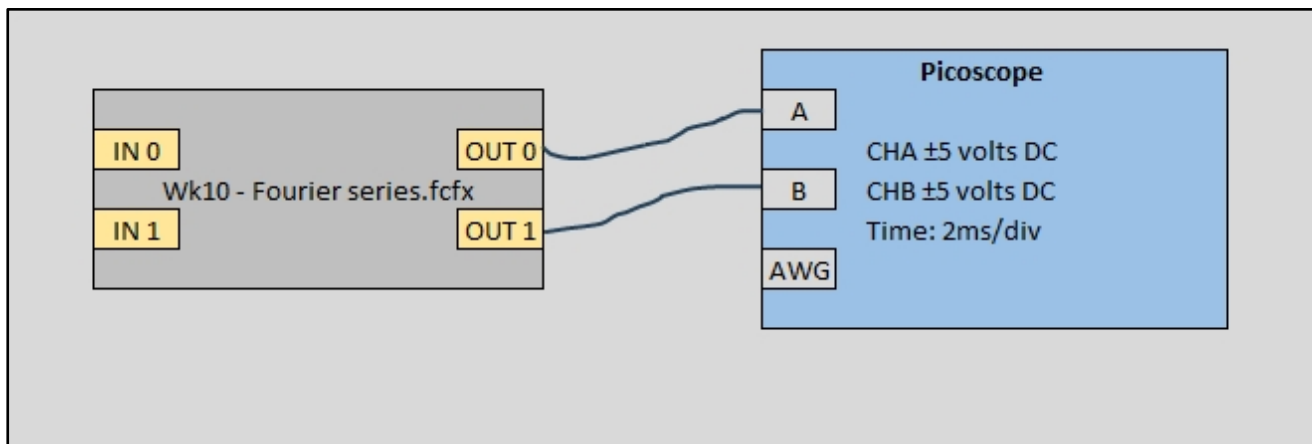 Picoscope
IN 0
OUT 0
A
CHA ±5 volts DC
Wk10 - Fourier series.fcfx
B
CHB ±5 volts DC
IN 1
OUT 1
Time: 2ms/div
AWG